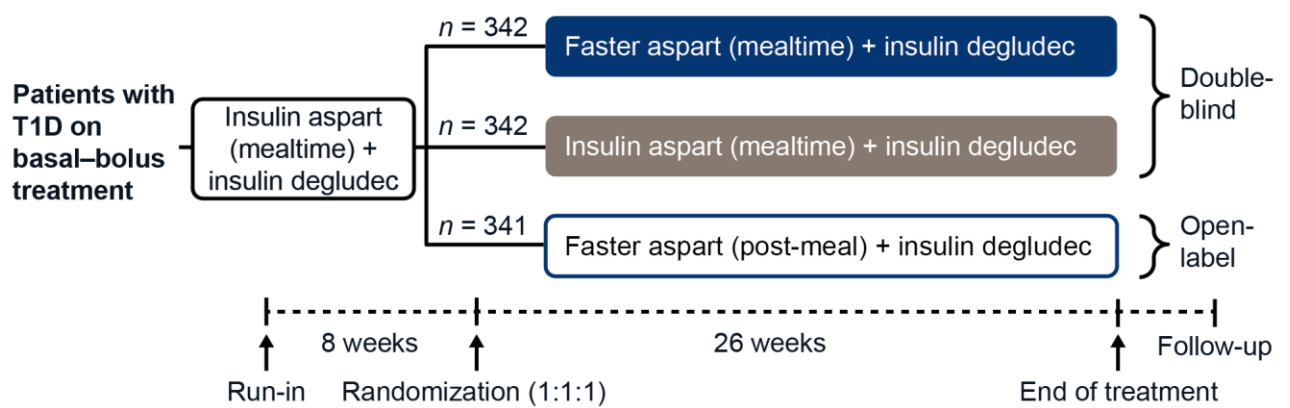 Patients with
T1D on
basal–bolus
treatment
Insulin aspart
(mealtime) +
insulin degludec
n = 342
Faster aspart (mealtime) + insulin degludec
n = 342
Insulin aspart (mealtime) + insulin degludec
n = 341
Faster aspart (post-meal) + insulin degludec
Double-
blind
Open-
label
8 weeks
26 weeks
Follow-up
Run-in
Randomization (1:1:1)
End of treatment